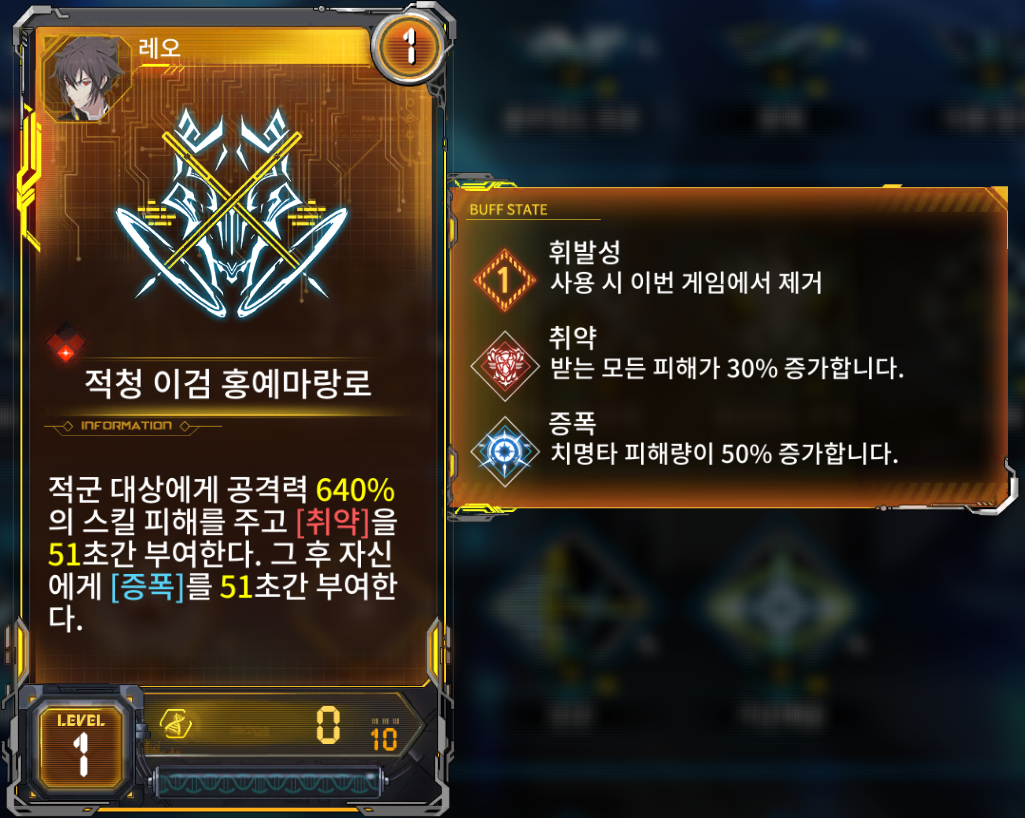 레오
1
적청 이검 홍예마랑로
INFORMATION
적군 대상에게 공격력 640%
의 스킬 피해를 주고 [취약]을
51초간 부여한다. 그 후 자신
에게 [증폭]를 51초간 부여한
다.
LEVEL
1
0
10
BUFF STATE
1
휘발성
사용 시 이번 게임에서 제거
취약
받는 모든 피해가 30% 증가합니다.
증폭
치명타 피해량이 50% 증가합니다.